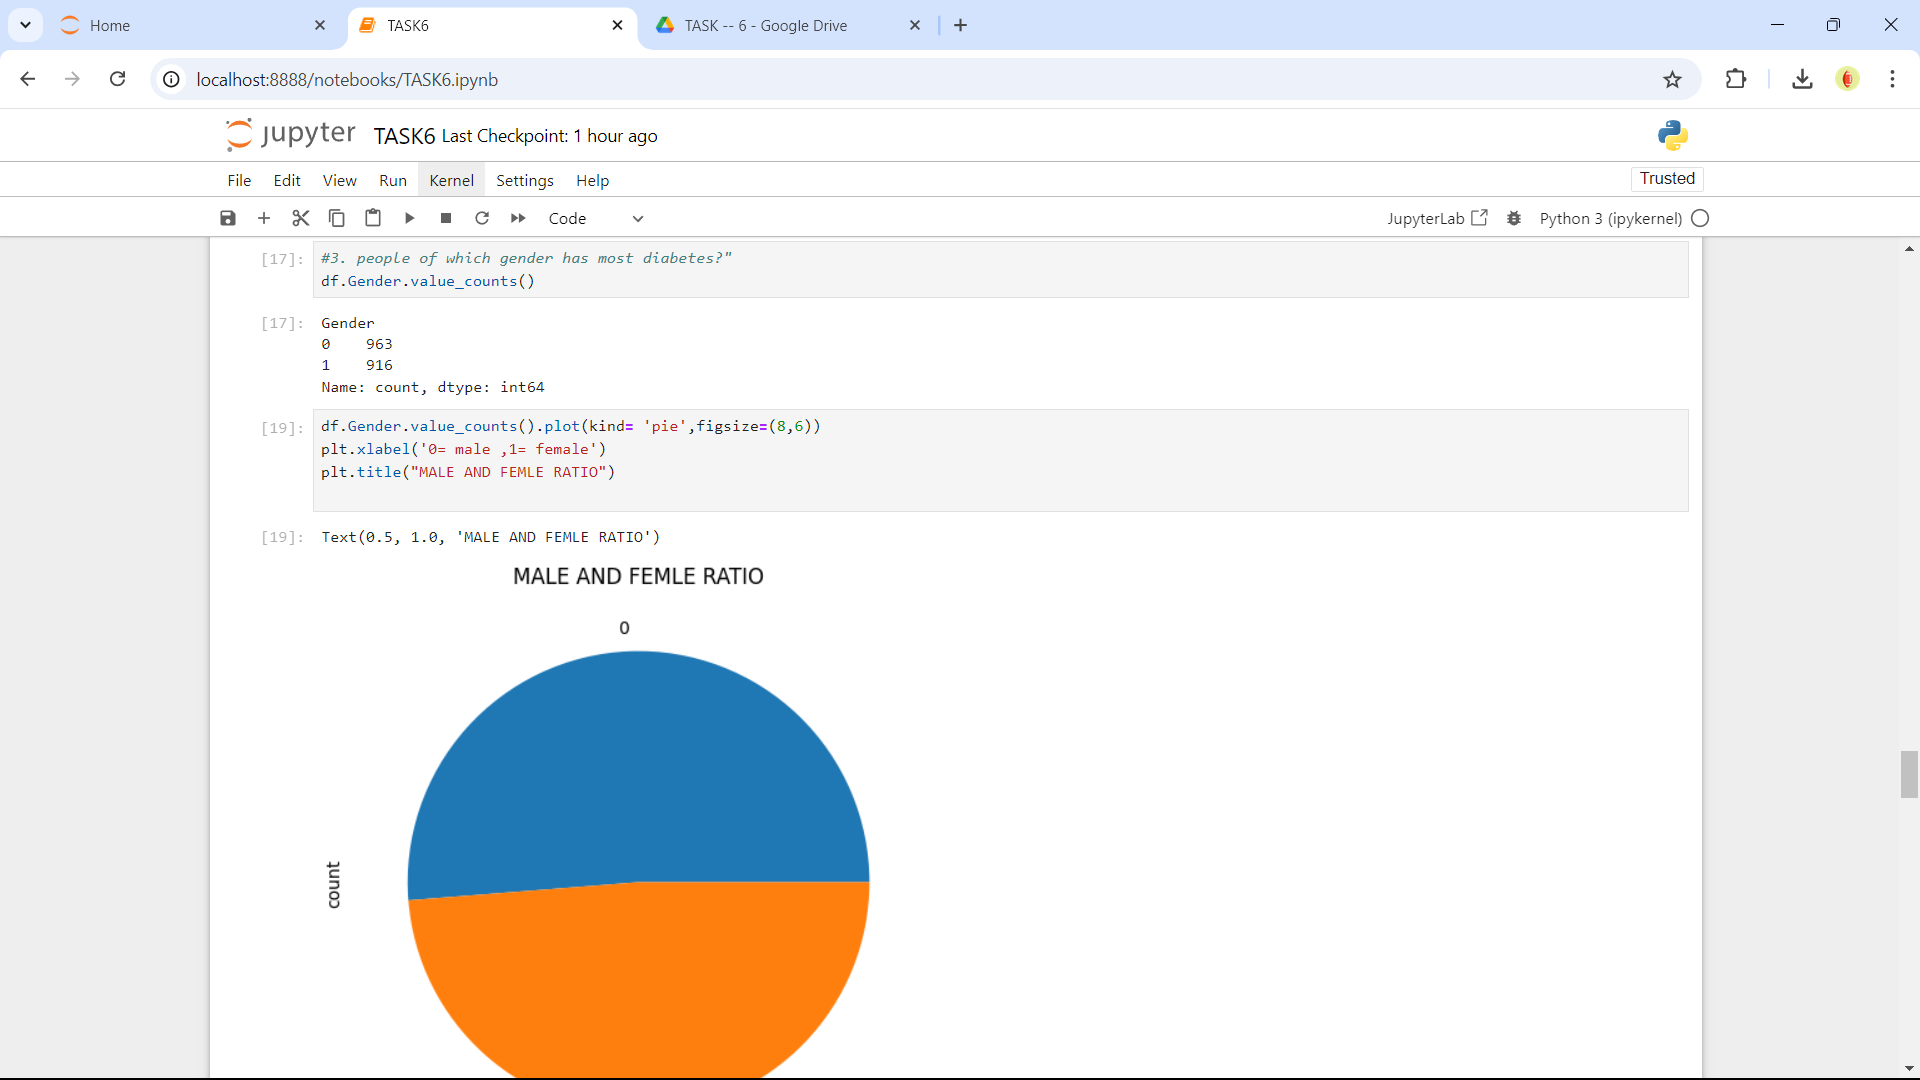 Home
TASK6
TASK -- 6 - Google Drive
localhost:8888/notebooks/TASK6.ipynb
jupyter TASK6 Last Checkpoint: 1 hour ago
File Edit View Run Kernel Settings Help
Trusted
Code
JupyterLab
Python 3 (ipykernel)
[17]: #3. people of which gender has most diabetes?"
df.Gender.value_counts()
[17]: Gender
0 963
1 916
Name: count, dtype: int64
[19]: df.Gender.value_counts().plot(kind= 'pie',figsize=(8,6))
plt.xlabel('0= male ,1= female')
plt.title("MALE AND FEMLE RATIO")
[19]: Text(0.5, 1.0, 'MALE AND FEMLE RATIO')
MALE AND FEMLE RATIO
0
count